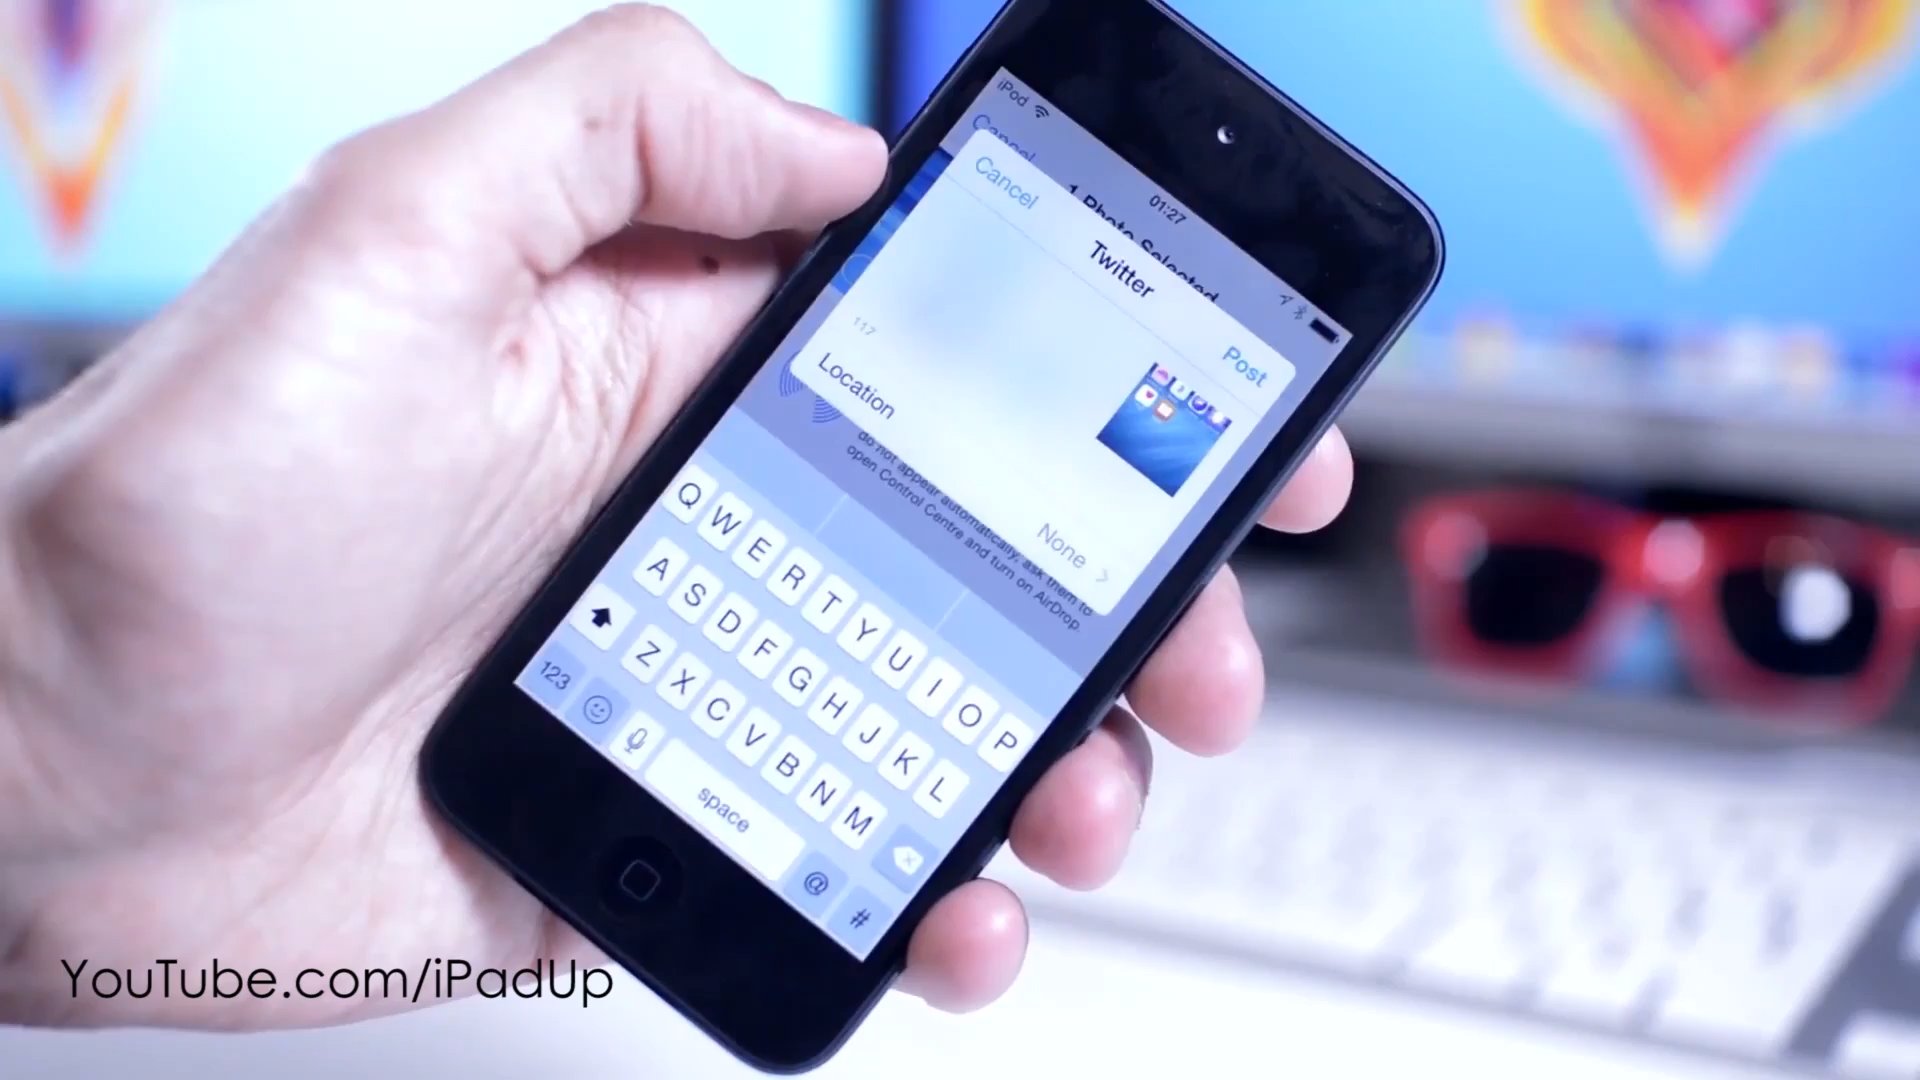 iPod
01:27
Cancel
1 Photo Selected
Cancel
Twitter
Post
117
Location
None
do not appear automatically, ask them to
open Control Centre and turn on AirDrop.
Q W E R T Y U I O P
A S D F G H J K L
Z X C V B N M
123
space
@
#
YouTube.com/iPadUp